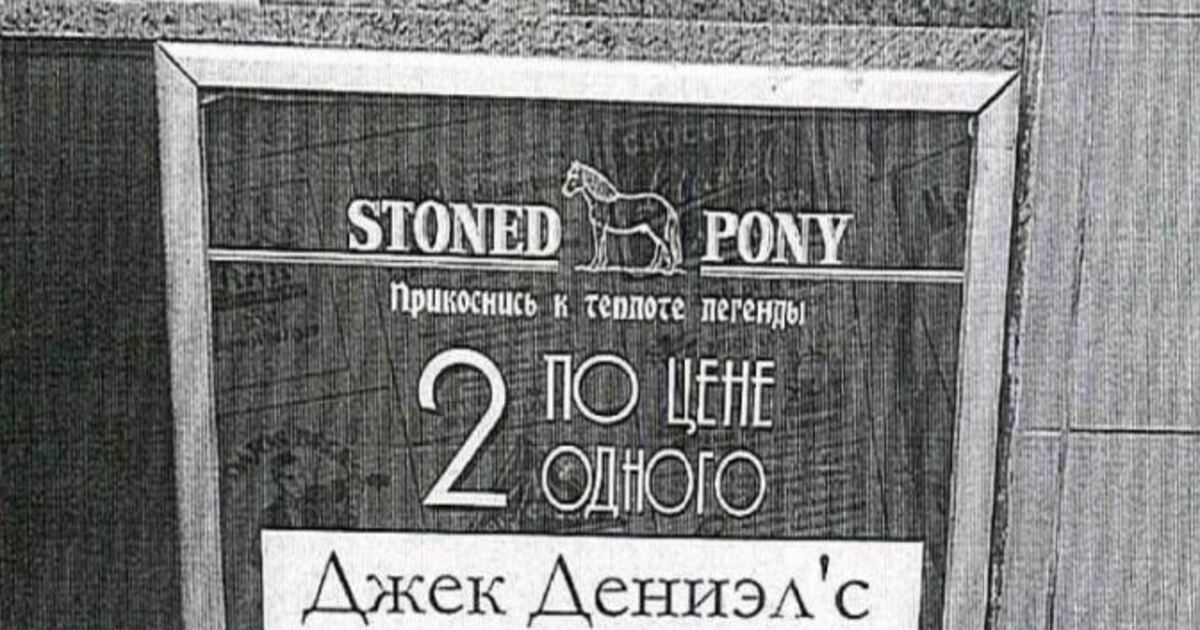 STONED PONY
Прикоснись к теплоте легенды
2 ПО ЦЕНЕ
ОДНОГО
Джек Дениэл'с